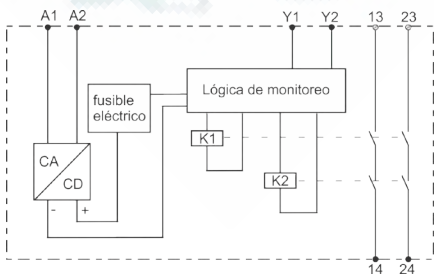 A1 A2 Y1 Y2 13 23
fusible
eléctrico
Lógica de monitoreo
K1
CA
CD
K2
- +
14 24